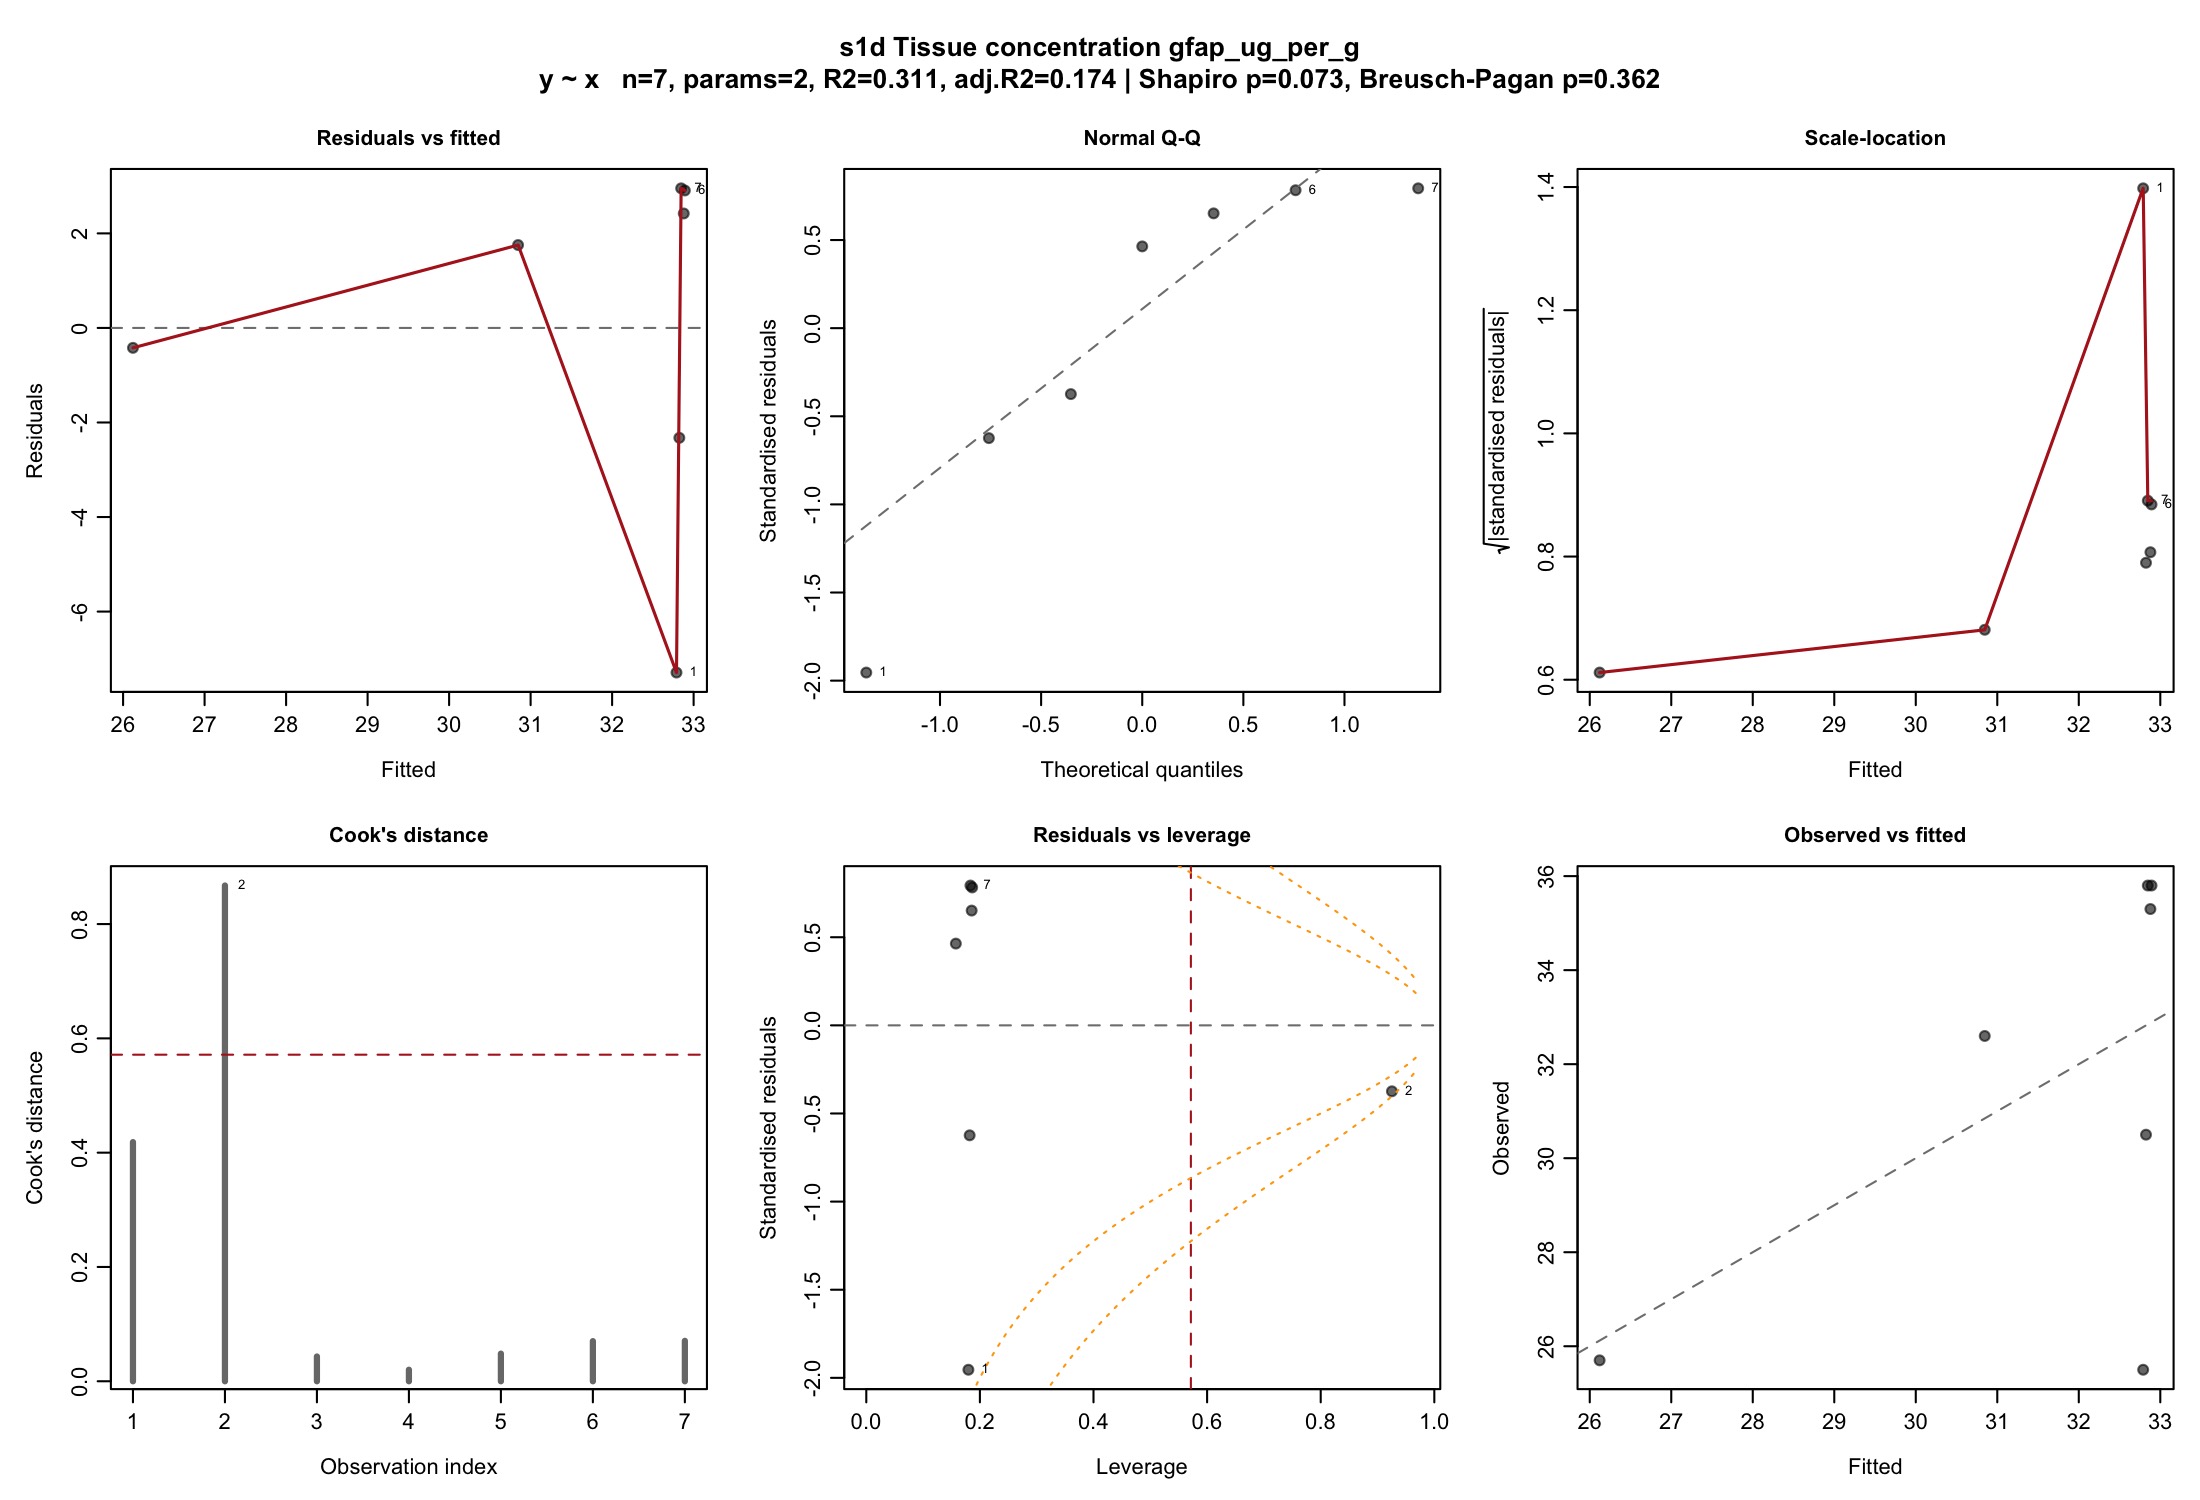 s1d Tissue concentration gfap_ug_per_g
y ~ x   n=7, params=2, R2=0.311, adj.R2=0.174 | Shapiro p=0.073, Breusch-Pagan p=0.362
Residuals vs fitted
Residuals
2
0
-2
-4
-6
7
6
1
26 27 28 29 30 31 32 33
Fitted
Normal Q-Q
Standardised residuals
0.5
0.0
-0.5
-1.0
-1.5
-2.0
6
7
1
-1.0 -0.5 0.0 0.5 1.0
Theoretical quantiles
Scale-location
√|standardised residuals|
1.4
1.2
1.0
0.8
0.6
1
7
6
26 27 28 29 30 31 32 33
Fitted
Cook's distance
Cook's distance
0.8
0.6
0.4
0.2
0.0
2
1 2 3 4 5 6 7
Observation index
Residuals vs leverage
Standardised residuals
0.5
0.0
-0.5
-1.0
-1.5
-2.0
7
2
1
0.0 0.2 0.4 0.6 0.8 1.0
Leverage
Observed vs fitted
Observed
36
34
32
30
28
26
26 27 28 29 30 31 32 33
Fitted